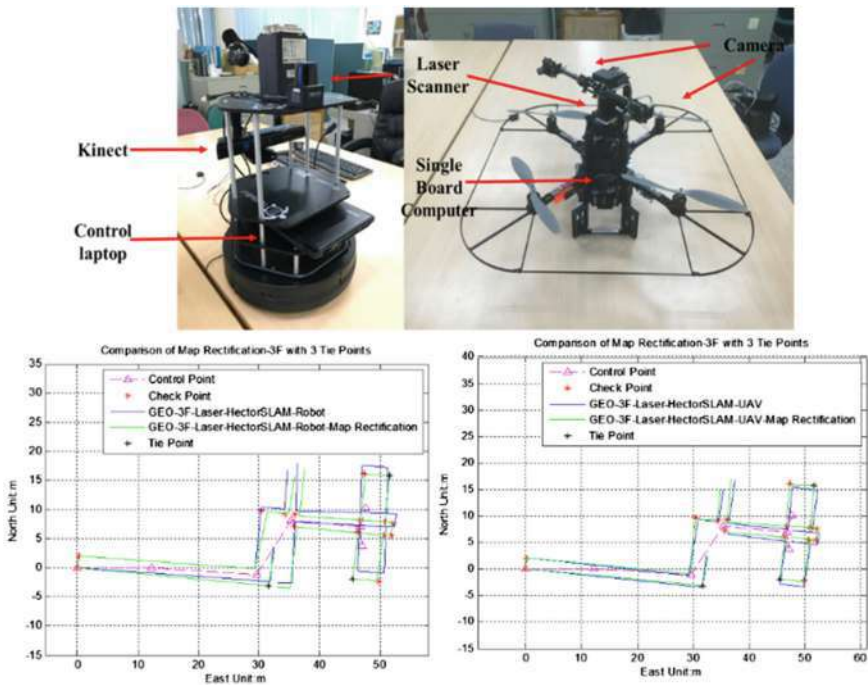 Kinect
Control
laptop
Laser
Scanner
Camera
Single
Board
Computer
Comparison of Map Rectification-3F with 3 Tie Points
35
30
25
20
15
10
5
0
-5
-10
-15
North Unit:m
Control Point
Check Point
GEO-3F-Laser-HectorSLAM-Robot
GEO-3F-Laser-HectorSLAM-Robot-Map Rectification
Tie Point
0 10 20 30 40 50
East Unit:m
Comparison of Map Rectification-3F with 3 Tie Points
40
35
30
25
20
15
10
5
0
-5
-10
-15
North Unit:m
Control Point
Check Point
GEO-3F-Laser-HectorSLAM-UAV
GEO-3F-Laser-HectorSLAM-UAV-Map Rectification
Tie Point
0 10 20 30 40 50 60
East Unit:m